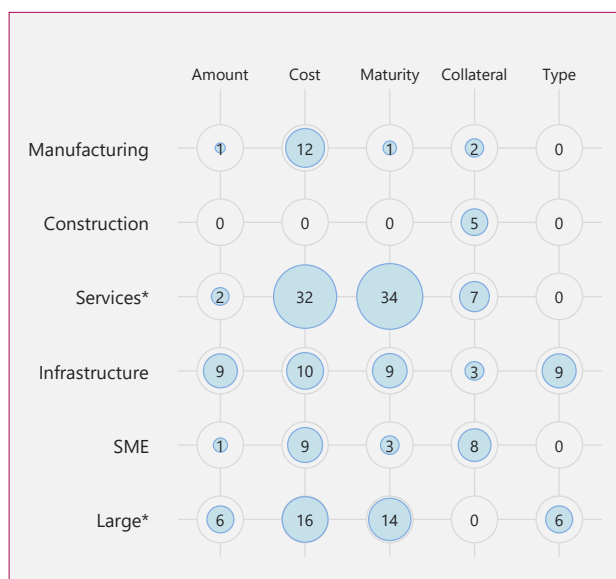 Amount Cost Maturity Collateral Type
Manufacturing 1 12 1 2 0
Construction 0 0 0 5 0
Services* 2 32 34 7 0
Infrastructure 9 10 9 3 9
SME 1 9 3 8 0
Large* 6 16 14 0 6